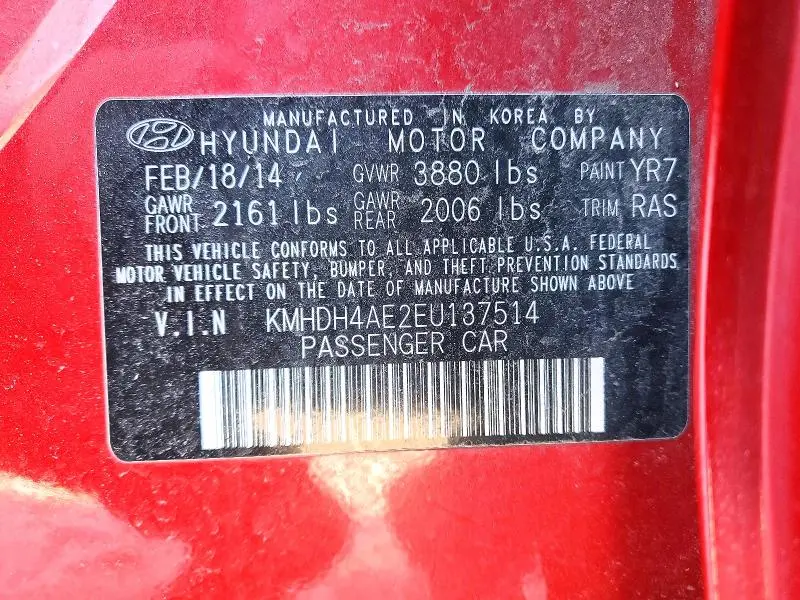 MANUFACTURED IN KOREA BY
HYUNDAI MOTOR COMPANY
FEB/18/14 GVWR 3880 lbs PAINT YR7
GAWR FRONT 2161 lbs GAWR REAR 2006 lbs TRIM RAS
THIS VEHICLE CONFORMS TO ALL APPLICABLE U.S.A. FEDERAL
MOTOR VEHICLE SAFETY, BUMPER, AND THEFT PREVENTION STANDARDS
IN EFFECT ON THE DATE OF MANUFACTURE SHOWN ABOVE
V.I.N KMHDH4AE2EU137514
PASSENGER CAR